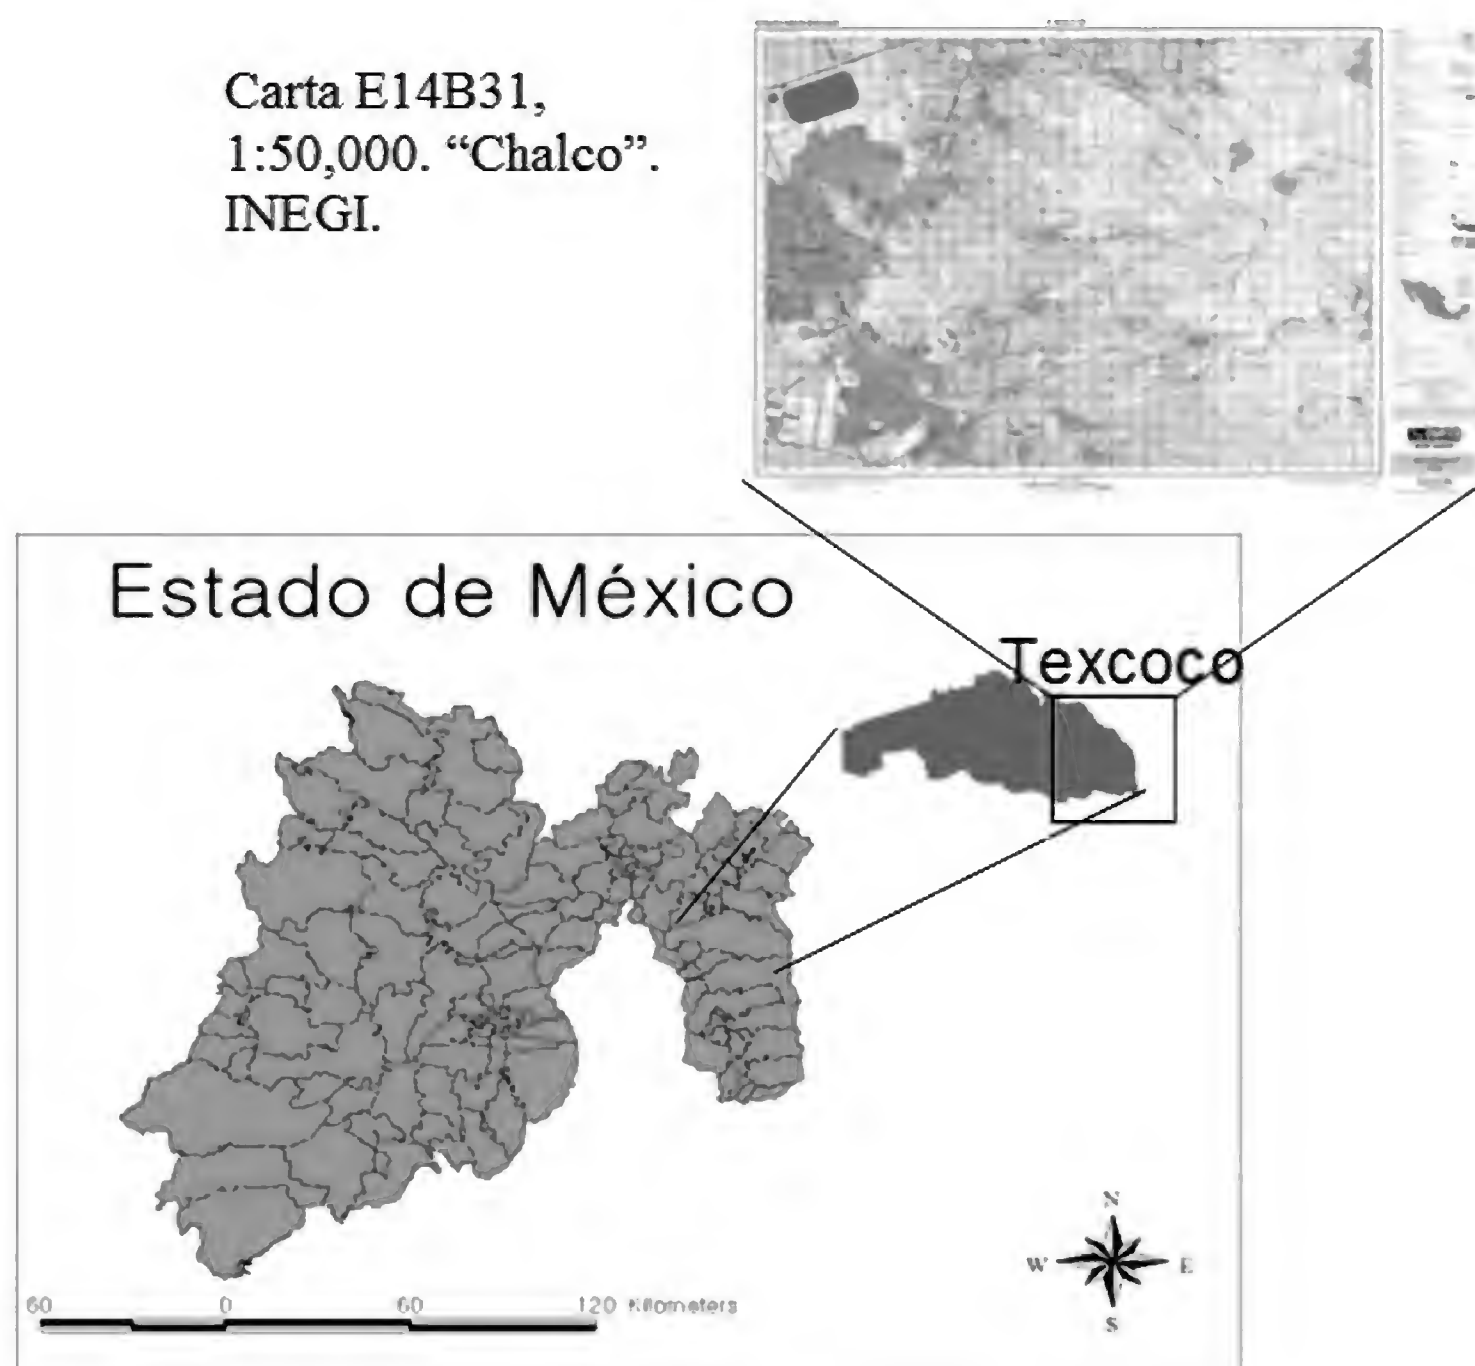 Carta E14B31,
1:50,000. “Chalco”.
INEGI.
Estado de México
Texcoco
N
W E
S
60 0 60 120 Kilometers